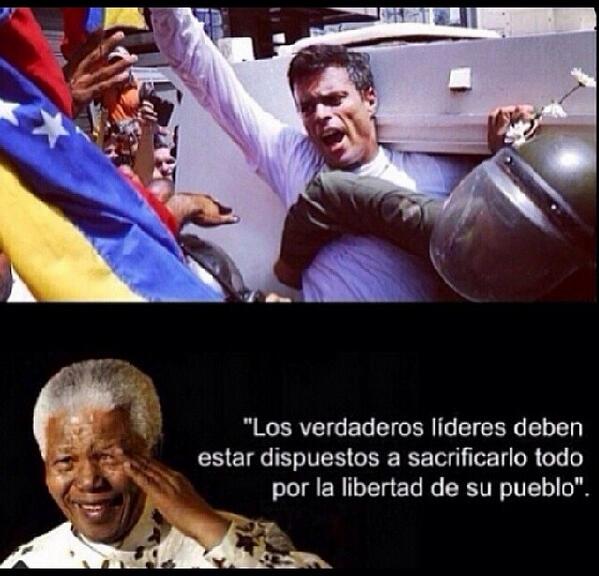 "Los verdaderos líderes deben
estar dispuestos a sacrificarlo todo
por la libertad de su pueblo".